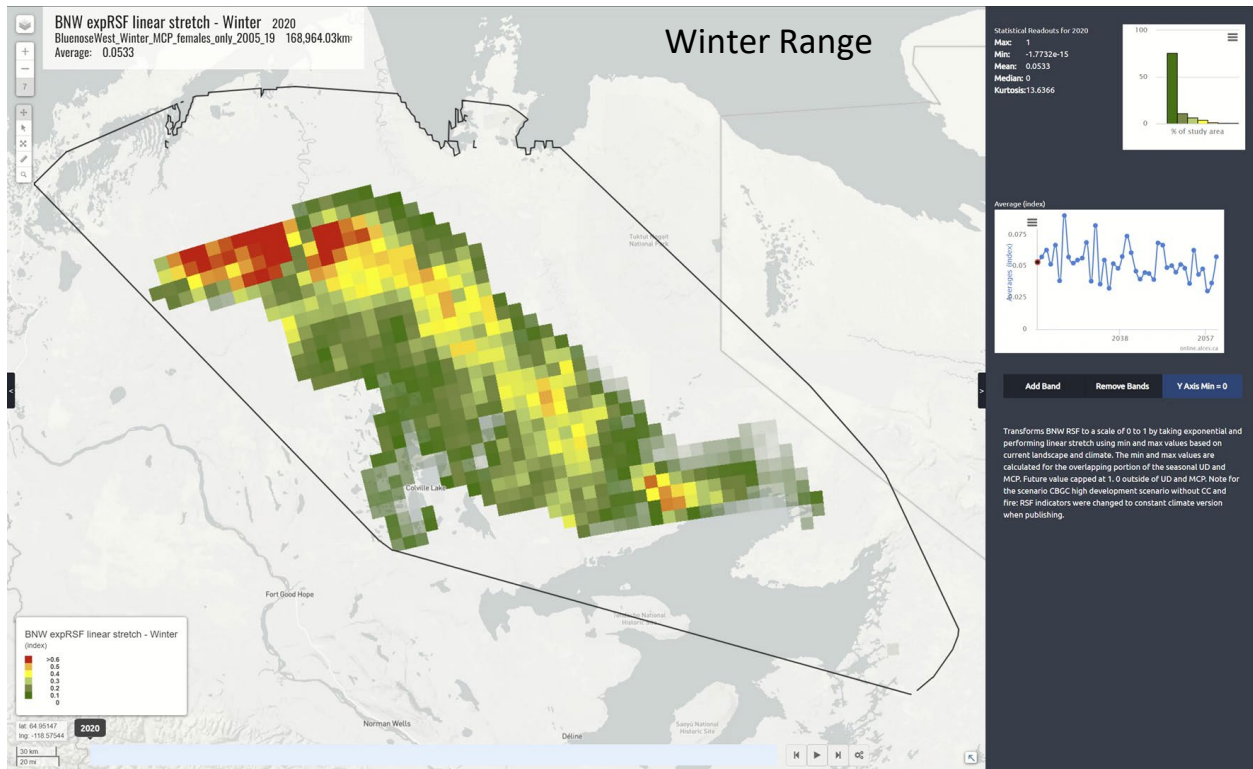 BNW expRSF linear stretch - Winter 2020
BluenoseWest_Winter_MCP_females_only_2005_19 168,964.03km²
Average: 0.0533
Winter Range
+
−
?
Tuktut Nogait
National Park
Colville Lake
Fort Good Hope
Norman Wells
Déline
Historic Site
Saoyú National
Historic Site
BNW expRSF linear stretch - Winter
(index)
>0.6
0.5
0.4
0.3
0.2
0.1
0
lat: 64.95147
lng: -118.57544
2020
30 km
20 mi
<
>
Statistical Readouts for 2020
Max: 1
Min: -1.7732e-15
Mean: 0.0533
Median: 0
Kurtosis:13.6366
100
50
0
% of study area
Average (index)
Averages (index)
0.075
0.05
0.025
0
2038
2057
online.alces.ca
Add Band
Remove Bands
Y Axis Min = 0
Transforms BNW RSF to a scale of 0 to 1 by taking exponential and
performing linear stretch using min and max values based on
current landscape and climate. The min and max values are
calculated for the overlapping portion of the seasonal UD and
MCP. Future value capped at 1. 0 outside of UD and MCP. Note for
the scenario CBGC high development scenario without CC and
fire: RSF indicators were changed to constant climate version
when publishing.